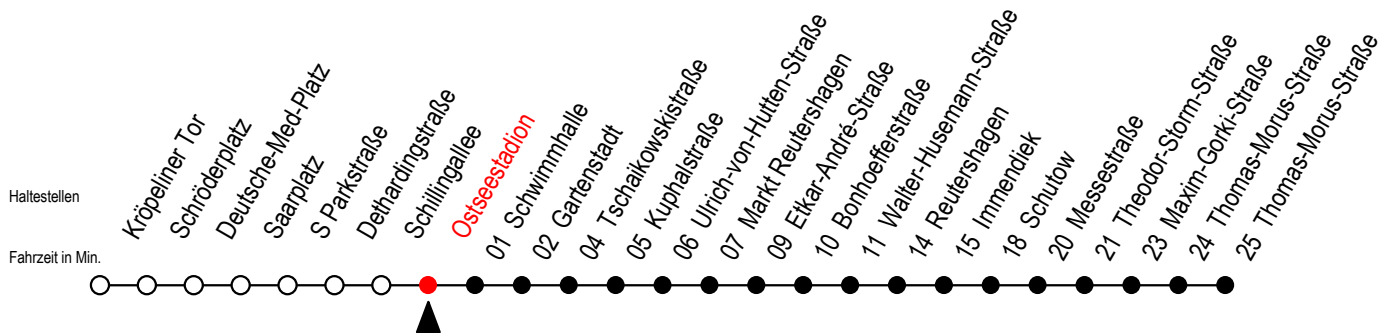 Haltestellen
Fahrzeit in Min.
Kröpeliner Tor
Schröderplatz
Deutsche-Med-Platz
Saarplatz
S Parkstraße
Dethardingstraße
Schillingallee
Ostseestadion
01 Schwimmhalle
02 Gartenstadt
04 Tschaikowskistraße
05 Kuphalstraße
06 Ulrich-von-Hutten-Straße
07 Markt Reutershagen
09 Etkar-André-Straße
10 Bonhoefferstraße
11 Walter-Husemann-Straße
14 Reutershagen
15 Immendiek
18 Schutow
20 Messestraße
21 Theodor-Storm-Straße
23 Maxim-Gorki-Straße
24 Thomas-Morus-Straße
25 Thomas-Morus-Straße